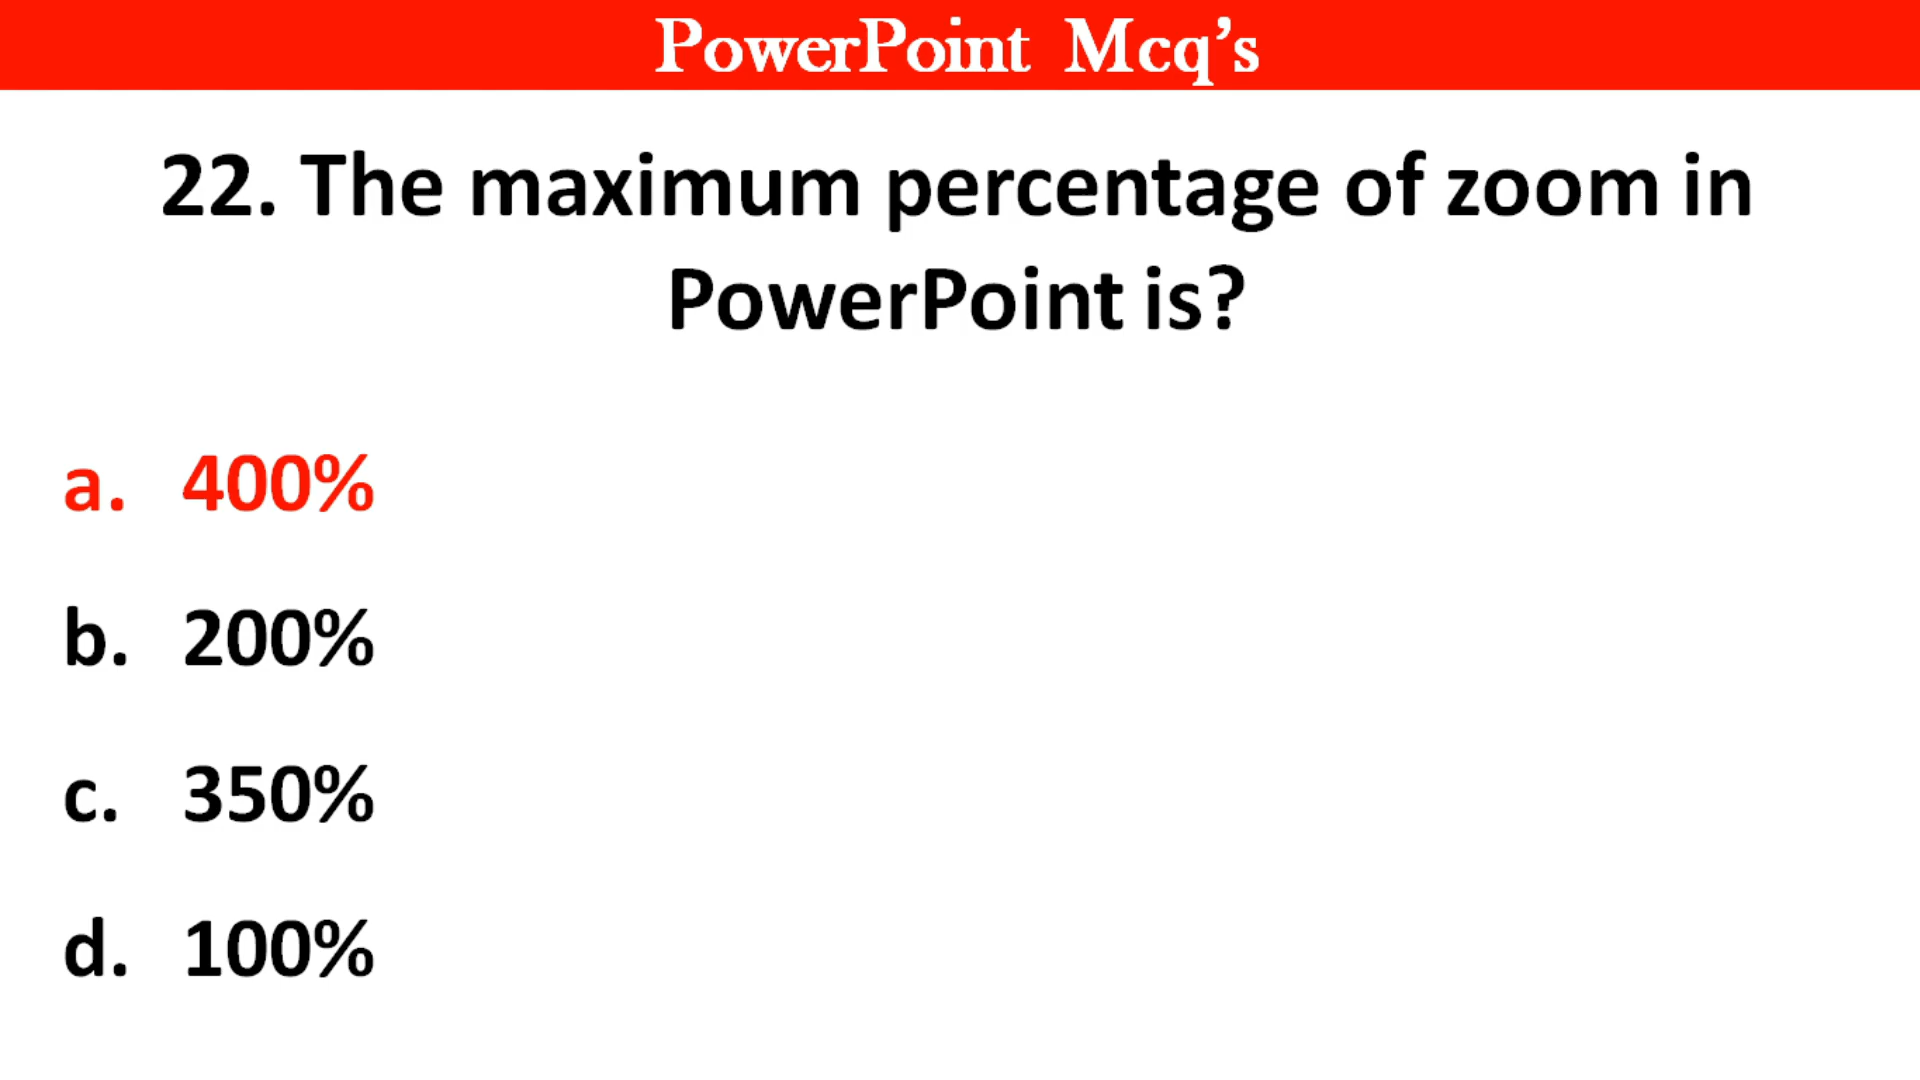 PowerPoint Mcq’s
22. The maximum percentage of zoom in
PowerPoint is?
a. 400%
b. 200%
c. 350%
d. 100%